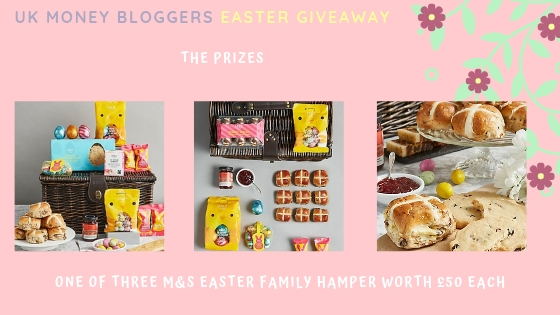 UK MONEY BLOGGERS EASTER GIVEAWAY
THE PRIZES
ONE OF THREE M&S EASTER FAMILY HAMPER WORTH £50 EACH